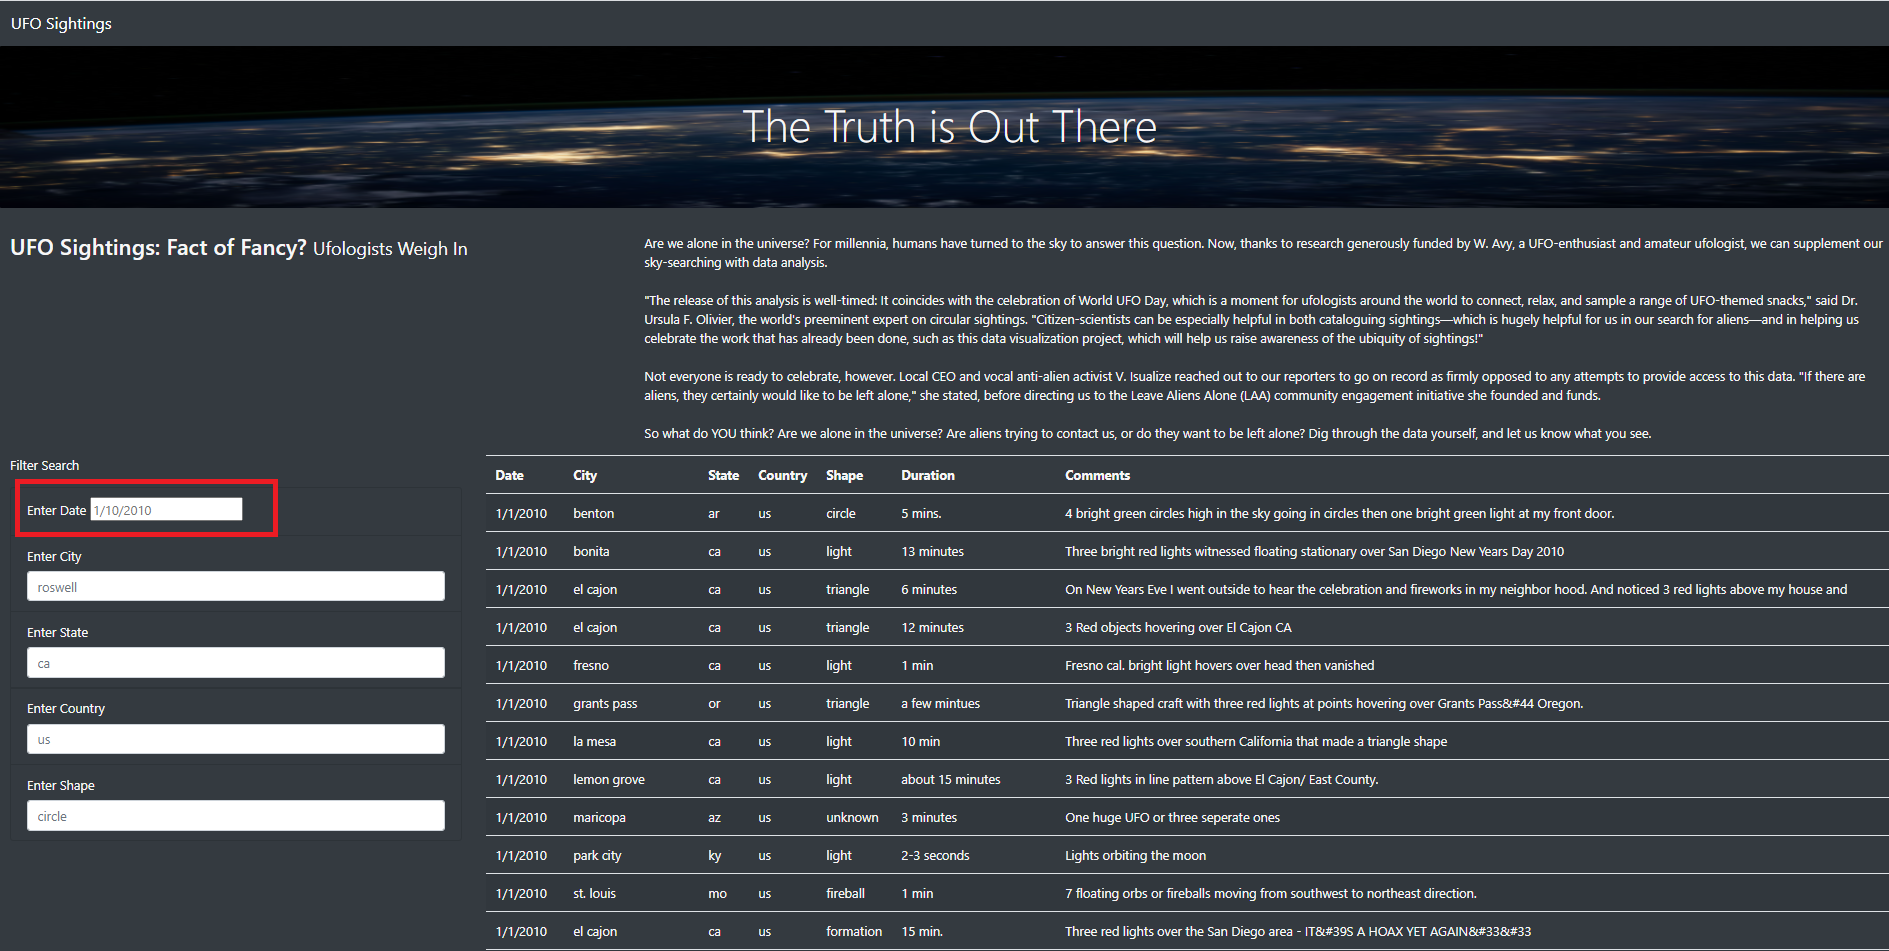 UFO Sightings
The Truth is Out There
UFO Sightings: Fact of Fancy? Ufologists Weigh In
Are we alone in the universe? For millennia, humans have turned to the sky to answer this question. Now, thanks to research generously funded by W. Avy, a UFO-enthusiast and amateur ufologist, we can supplement our
sky-searching with data analysis.
"The release of this analysis is well-timed: It coincides with the celebration of World UFO Day, which is a moment for ufologists around the world to connect, relax, and sample a range of UFO-themed snacks," said Dr.
Ursula F. Olivier, the world's preeminent expert on circular sightings. "Citizen-scientists can be especially helpful in both cataloguing sightings—which is hugely helpful for us in our search for aliens—and in helping us
celebrate the work that has already been done, such as this data visualization project, which will help us raise awareness of the ubiquity of sightings!"
Not everyone is ready to celebrate, however. Local CEO and vocal anti-alien activist V. Isualize reached out to our reporters to go on record as firmly opposed to any attempts to provide access to this data. "If there are
aliens, they certainly would like to be left alone," she stated, before directing us to the Leave Aliens Alone (LAA) community engagement initiative she founded and funds.
So what do YOU think? Are we alone in the universe? Are aliens trying to contact us, or do they want to be left alone? Dig through the data yourself, and let us know what you see.
Filter Search
Enter Date 1/10/2010
Enter City
roswell
Enter State
ca
Enter Country
us
Enter Shape
circle
Date City State Country Shape Duration Comments
1/1/2010 benton ar us circle 5 mins. 4 bright green circles high in the sky going in circles then one bright green light at my front door.
1/1/2010 bonita ca us light 13 minutes Three bright red lights witnessed floating stationary over San Diego New Years Day 2010
1/1/2010 el cajon ca us triangle 6 minutes On New Years Eve I went outside to hear the celebration and fireworks in my neighbor hood. And noticed 3 red lights above my house and
1/1/2010 el cajon ca us triangle 12 minutes 3 Red objects hovering over El Cajon CA
1/1/2010 fresno ca us light 1 min Fresno cal. bright light hovers over head then vanished
1/1/2010 grants pass or us triangle a few mintues Triangle shaped craft with three red lights at points hovering over Grants Pass&#44 Oregon.
1/1/2010 la mesa ca us light 10 min Three red lights over southern California that made a triangle shape
1/1/2010 lemon grove ca us light about 15 minutes 3 Red lights in line pattern above El Cajon/ East County.
1/1/2010 maricopa az us unknown 3 minutes One huge UFO or three seperate ones
1/1/2010 park city ky us light 2-3 seconds Lights orbiting the moon
1/1/2010 st. louis mo us fireball 1 min 7 floating orbs or fireballs moving from southwest to northeast direction.
1/1/2010 el cajon ca us formation 15 min. Three red lights over the San Diego area - IT&#39S A HOAX YET AGAIN&#33&#33